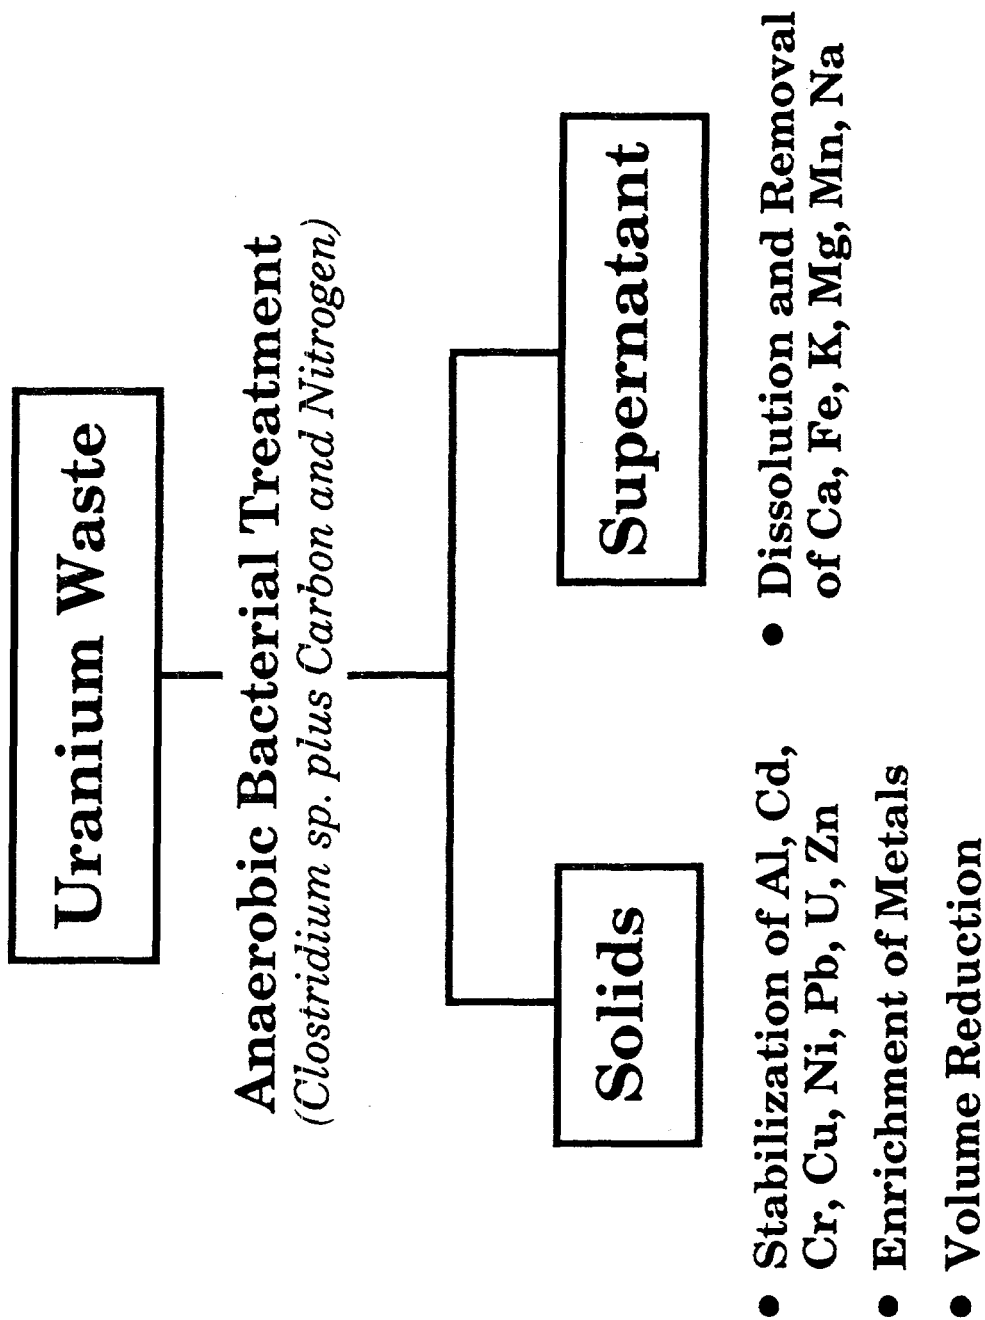 Uranium Waste
Anaerobic Bacterial Treatment
(Clostridium sp. plus Carbon and Nitrogen)
Solids
Supernatant
● Stabilization of Al, Cd,
Cr, Cu, Ni, Pb, U, Zn
● Enrichment of Metals
● Volume Reduction
● Dissolution and Removal
of Ca, Fe, K, Mg, Mn, Na